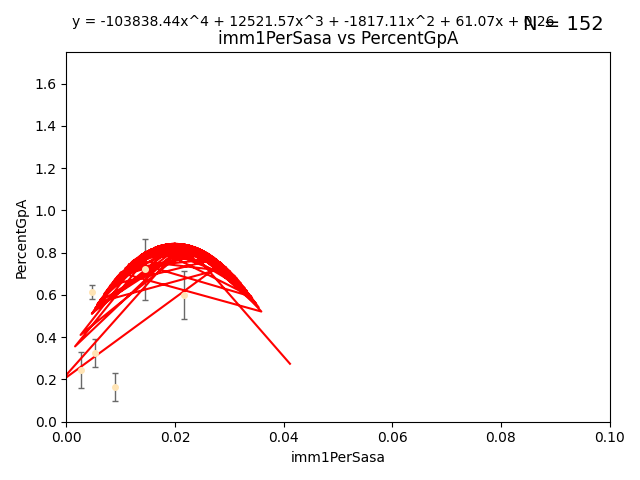 y = -103838.44x^4 + 12521.57x^3 + -1817.11x^2 + 61.07x + 0.26
N = 152
imm1PerSasa vs PercentGpA
1.6
1.4
1.2
1.0
0.8
0.6
0.4
0.2
0.0
PercentGpA
0.00 0.02 0.04 0.06 0.08 0.10
imm1PerSasa